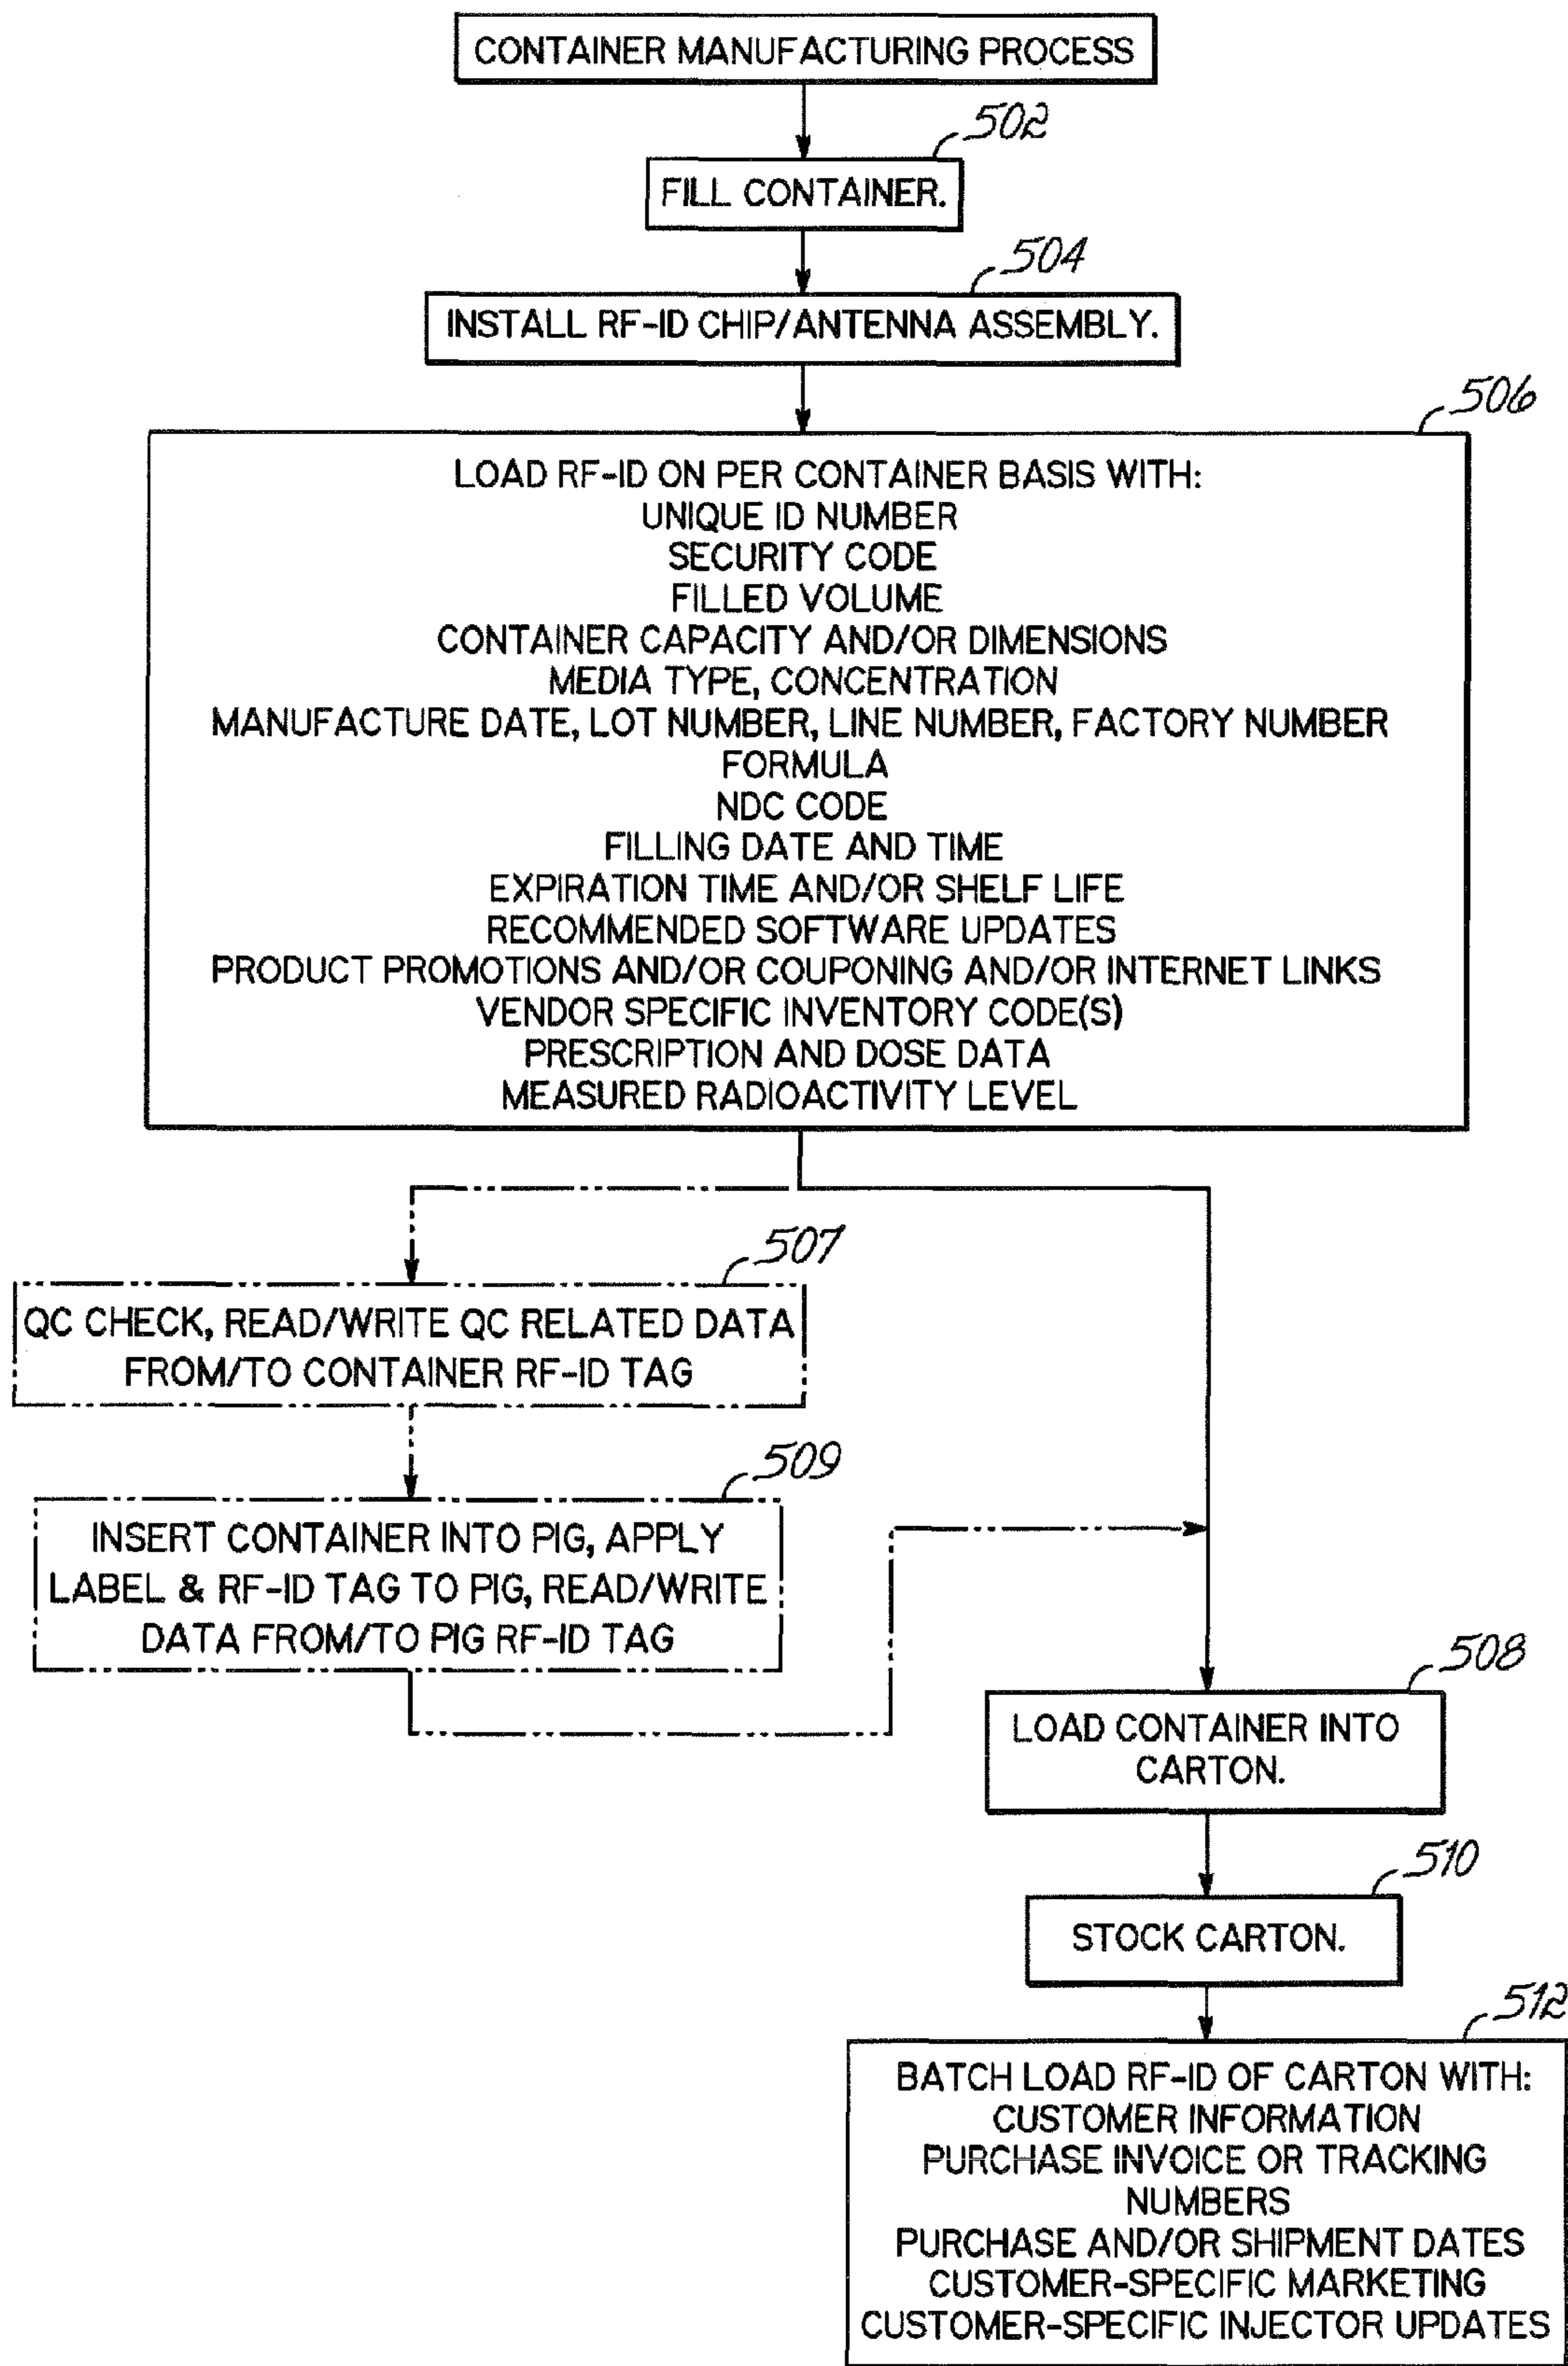 CONTAINER MANUFACTURING PROCESS
502
FILL CONTAINER.
504
INSTALL RF-ID CHIP/ANTENNA ASSEMBLY.
506
LOAD RF-ID ON PER CONTAINER BASIS WITH:
UNIQUE ID NUMBER
SECURITY CODE
FILLED VOLUME
CONTAINER CAPACITY AND/OR DIMENSIONS
MEDIA TYPE, CONCENTRATION
MANUFACTURE DATE, LOT NUMBER, LINE NUMBER, FACTORY NUMBER
FORMULA
NDC CODE
FILLING DATE AND TIME
EXPIRATION TIME AND/OR SHELF LIFE
RECOMMENDED SOFTWARE UPDATES
PRODUCT PROMOTIONS AND/OR COUPONING AND/OR INTERNET LINKS
VENDOR SPECIFIC INVENTORY CODE(S)
PRESCRIPTION AND DOSE DATA
MEASURED RADIOACTIVITY LEVEL
507
QC CHECK, READ/WRITE QC RELATED DATA
FROM/TO CONTAINER RF-ID TAG
509
INSERT CONTAINER INTO PIG, APPLY
LABEL & RF-ID TAG TO PIG, READ/WRITE
DATA FROM/TO PIG RF-ID TAG
508
LOAD CONTAINER INTO
CARTON.
510
STOCK CARTON.
512
BATCH LOAD RF-ID OF CARTON WITH:
CUSTOMER INFORMATION
PURCHASE INVOICE OR TRACKING
NUMBERS
PURCHASE AND/OR SHIPMENT DATES
CUSTOMER-SPECIFIC MARKETING
CUSTOMER-SPECIFIC INJECTOR UPDATES